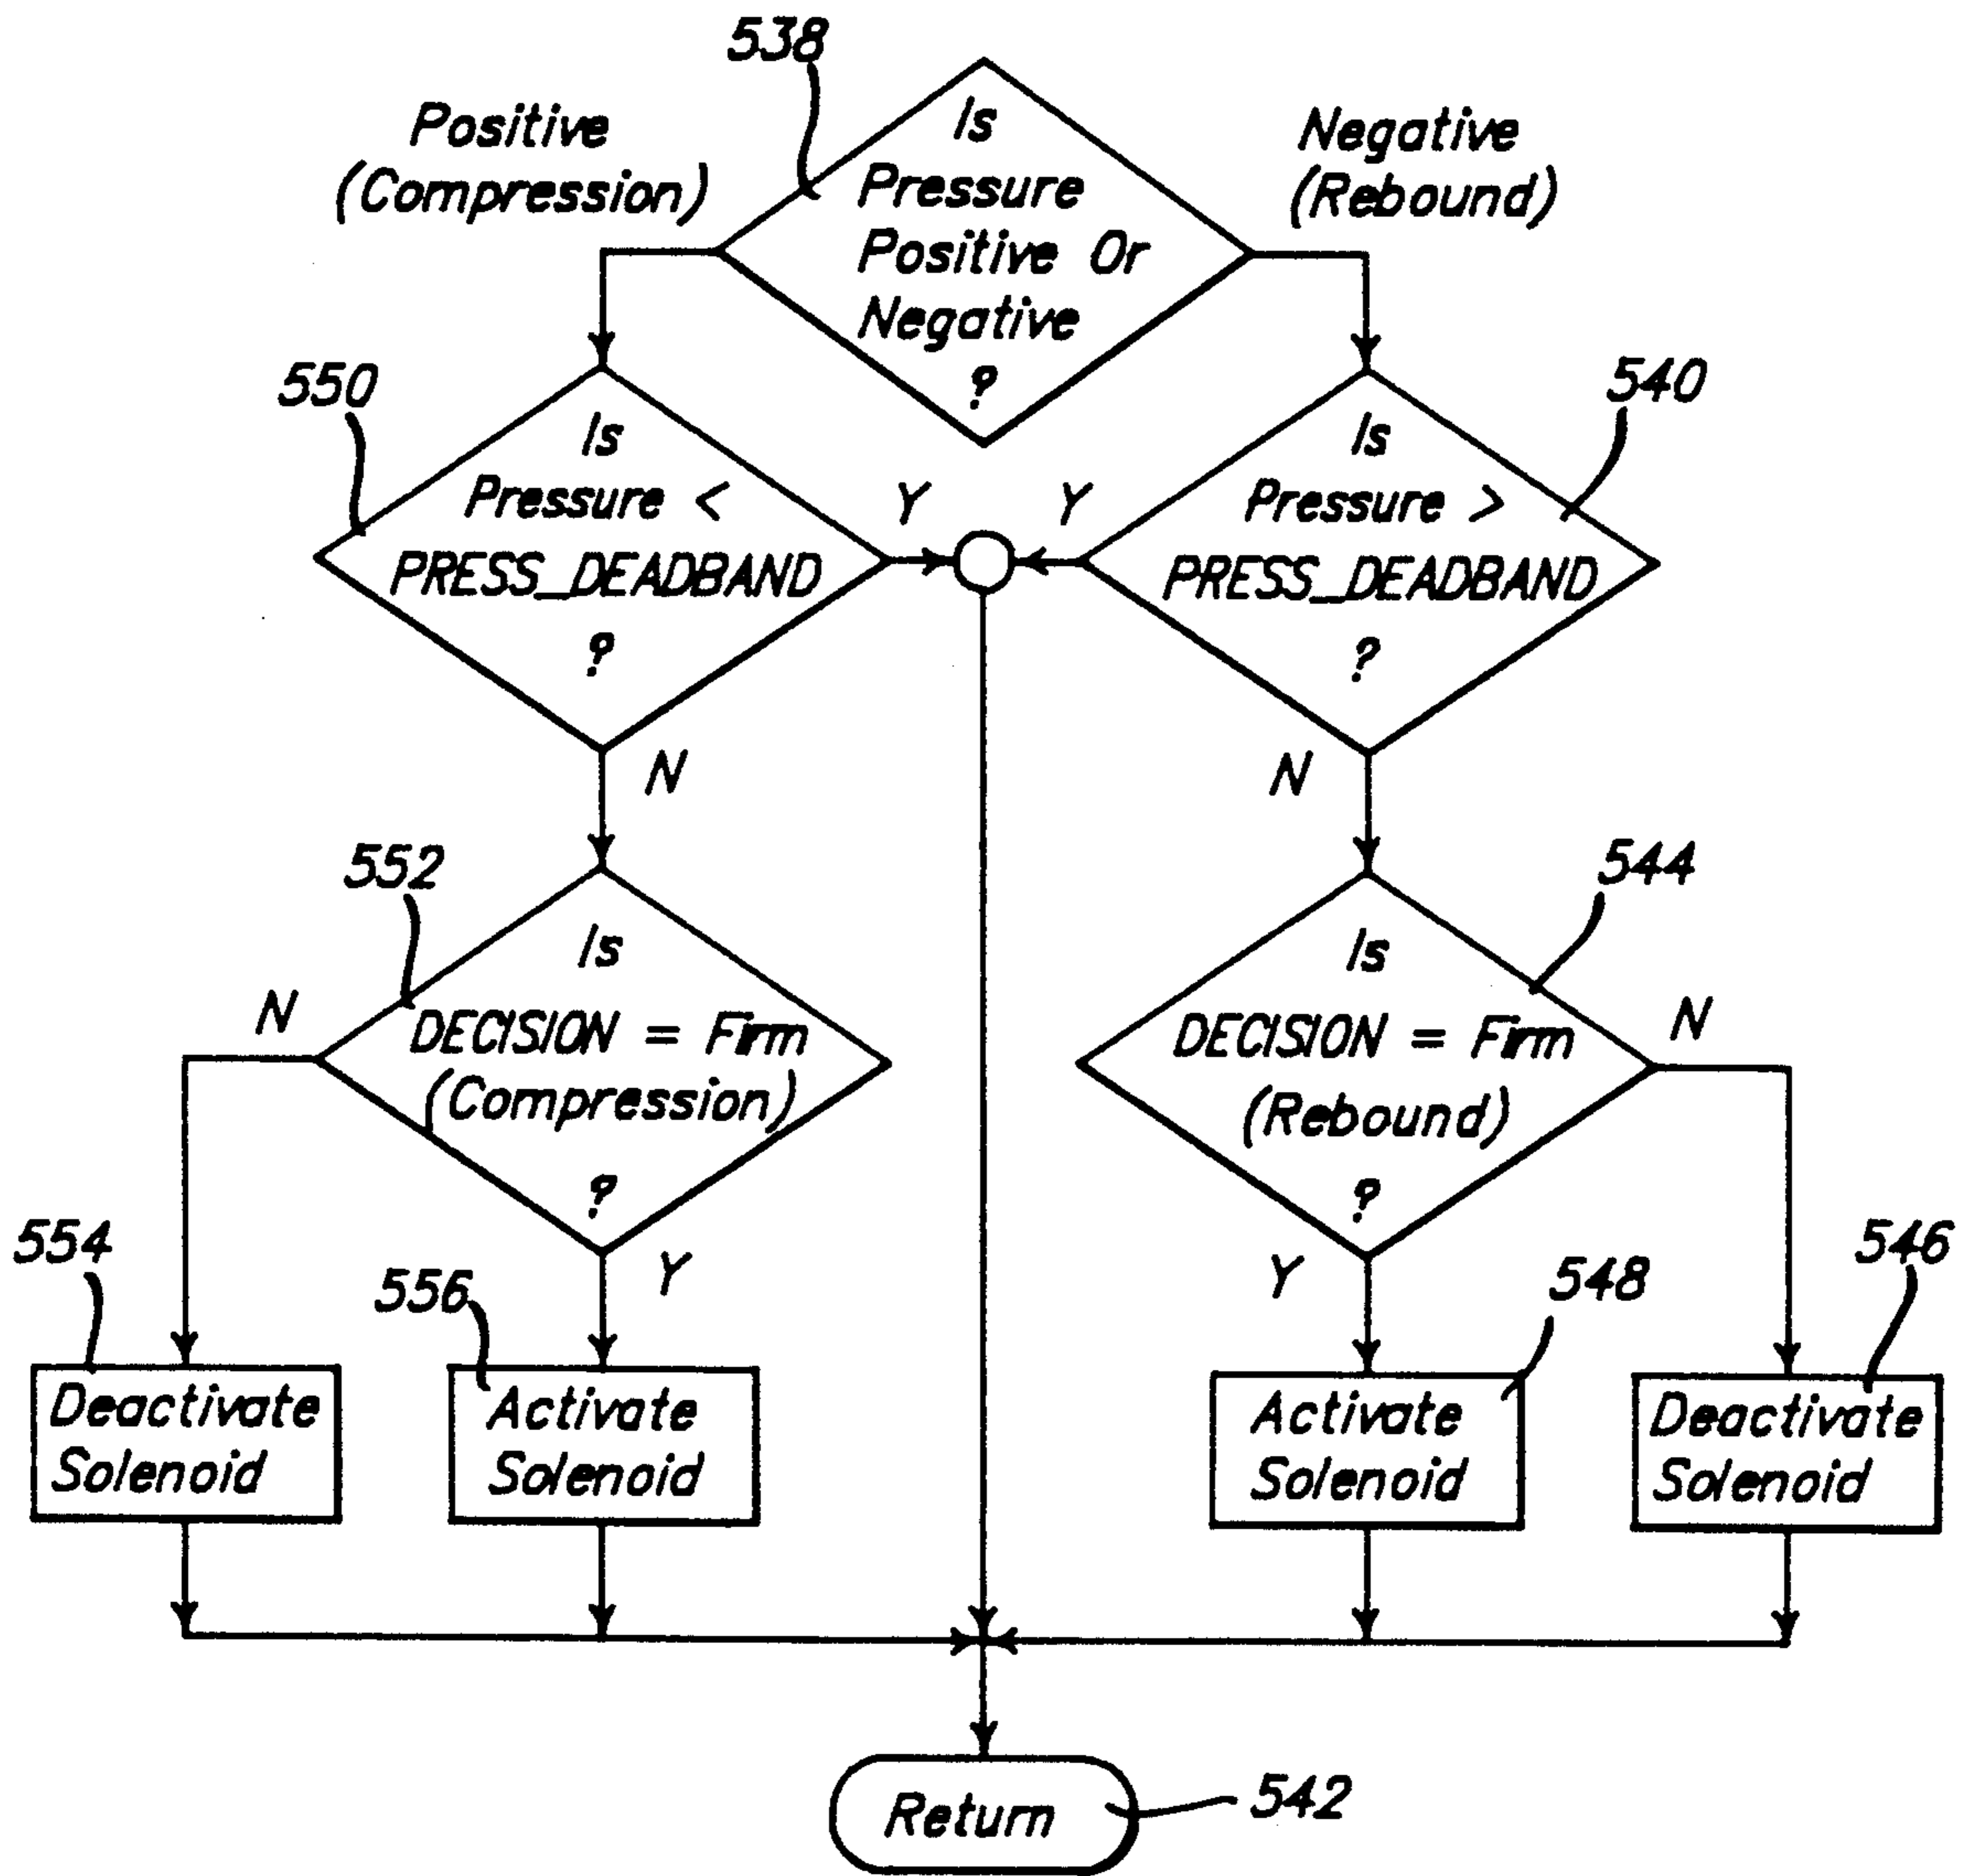 538
Positive
(Compression)
Is
Pressure
Positive Or
Negative
?
Negative
(Rebound)
550
Is
Pressure <
PRESS_DEADBAND
?
Y
Y
540
Is
Pressure >
PRESS_DEADBAND
?
N
N
552
Is
DECISION = Firm
(Compression)
?
N
Y
544
Is
DECISION = Firm
(Rebound)
?
N
Y
554
Deactivate
Solenoid
556
Activate
Solenoid
548
Activate
Solenoid
546
Deactivate
Solenoid
Return
542